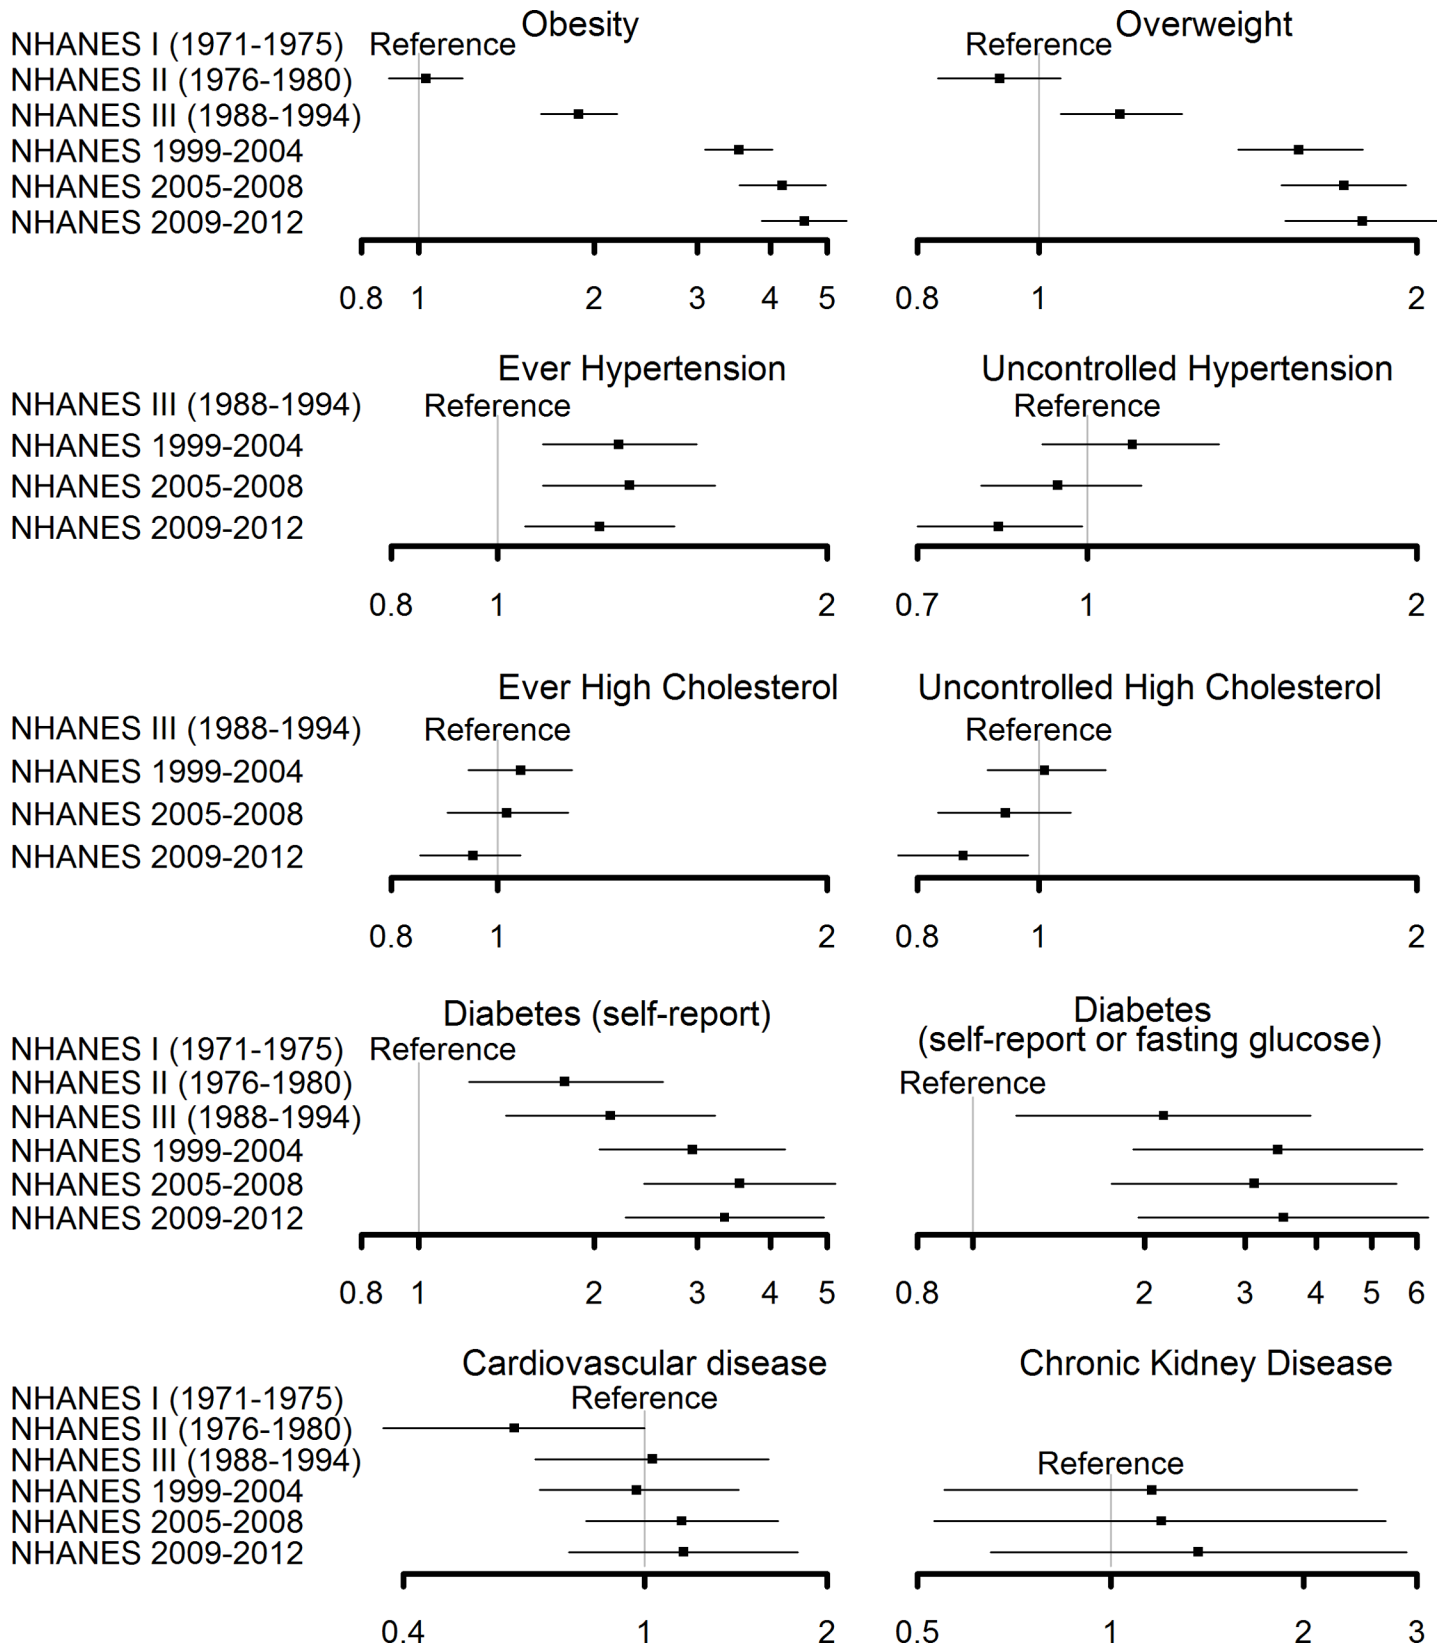 Obesity
Overweight
NHANES I (1971-1975) Reference Reference
NHANES II (1976-1980)
NHANES III (1988-1994)
NHANES 1999-2004
NHANES 2005-2008
NHANES 2009-2012
0.8 1 2 3 4 5 0.8 1 2
Ever Hypertension Uncontrolled Hypertension
NHANES III (1988-1994) Reference Reference
NHANES 1999-2004
NHANES 2005-2008
NHANES 2009-2012
0.8 1 2 0.7 1 2
Ever High Cholesterol Uncontrolled High Cholesterol
NHANES III (1988-1994) Reference Reference
NHANES 1999-2004
NHANES 2005-2008
NHANES 2009-2012
0.8 1 2 0.8 1 2
Diabetes (self-report) Diabetes
(self-report or fasting glucose)
NHANES I (1971-1975) Reference
NHANES II (1976-1980) Reference
NHANES III (1988-1994)
NHANES 1999-2004
NHANES 2005-2008
NHANES 2009-2012
0.8 1 2 3 4 5 0.8 2 3 4 5 6
Cardiovascular disease Chronic Kidney Disease
NHANES I (1971-1975) Reference
NHANES II (1976-1980)
NHANES III (1988-1994) Reference
NHANES 1999-2004
NHANES 2005-2008
NHANES 2009-2012
0.4 1 2 0.5 1 2 3